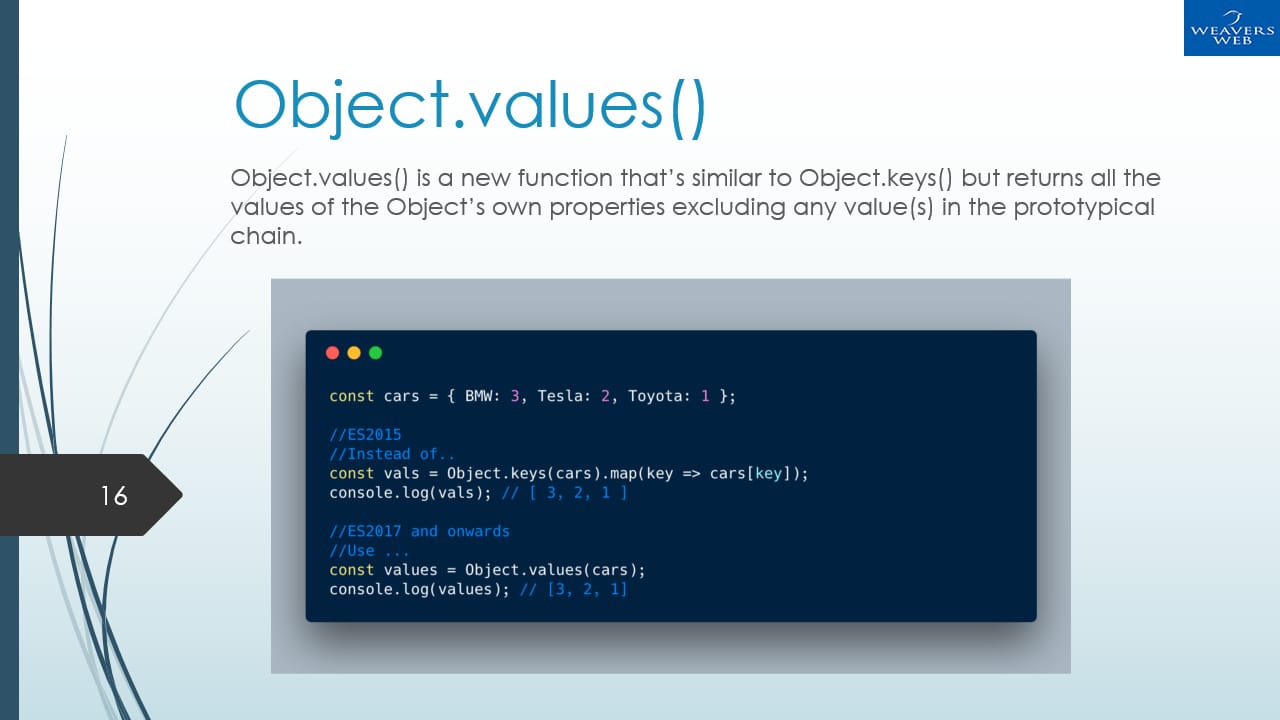 WEAVERS
WEB
Object.values()
Object.values() is a new function that’s similar to Object.keys() but returns all the
values of the Object’s own properties excluding any value(s) in the prototypical
chain.
const cars = { BMW: 3, Tesla: 2, Toyota: 1 };
//ES2015
//Instead of..
const vals = Object.keys(cars).map(key => cars[key]);
console.log(vals); // [ 3, 2, 1 ]
//ES2017 and onwards
//Use ...
const values = Object.values(cars);
console.log(values); // [3, 2, 1]
16